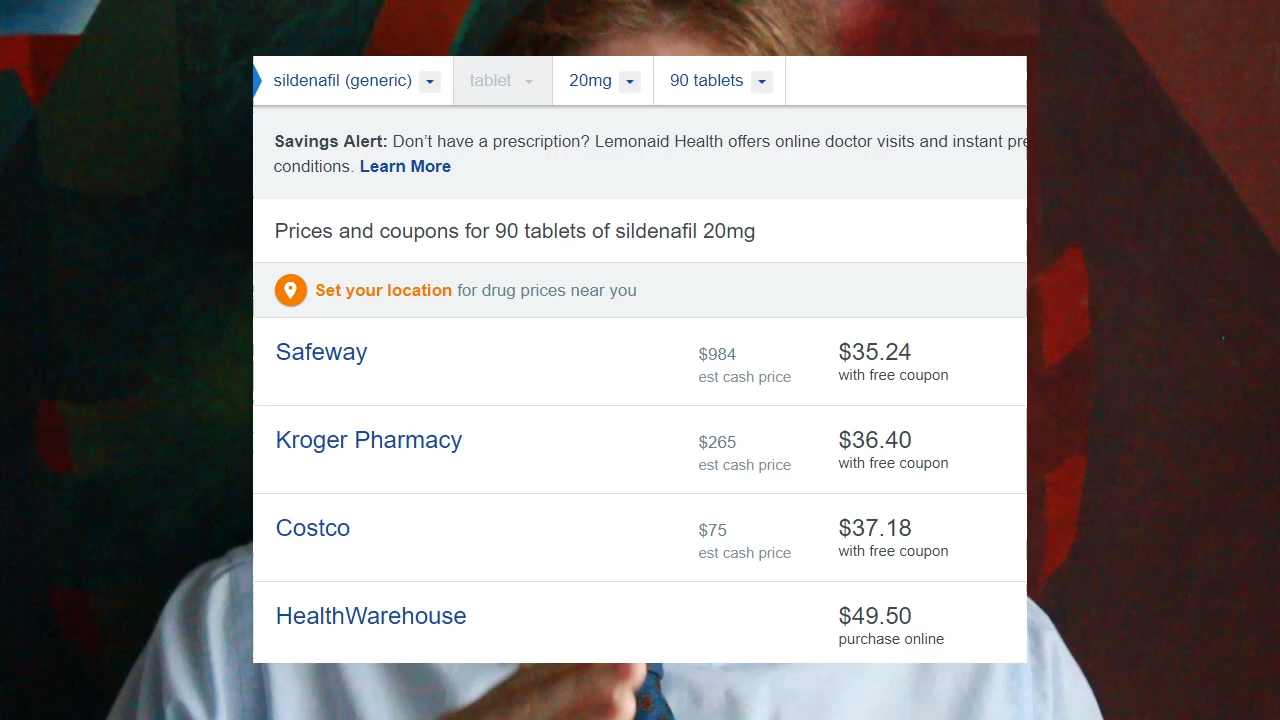 sildenafil (generic) tablet 20mg 90 tablets
Savings Alert: Don’t have a prescription? Lemonaid Health offers online doctor visits and instant
conditions. Learn More
Prices and coupons for 90 tablets of sildenafil 20mg
Set your location for drug prices near you
Safeway $984 $35.24
est cash price with free coupon
Kroger Pharmacy $265 $36.40
est cash price with free coupon
Costco $75 $37.18
est cash price with free coupon
HealthWarehouse $49.50
purchase online